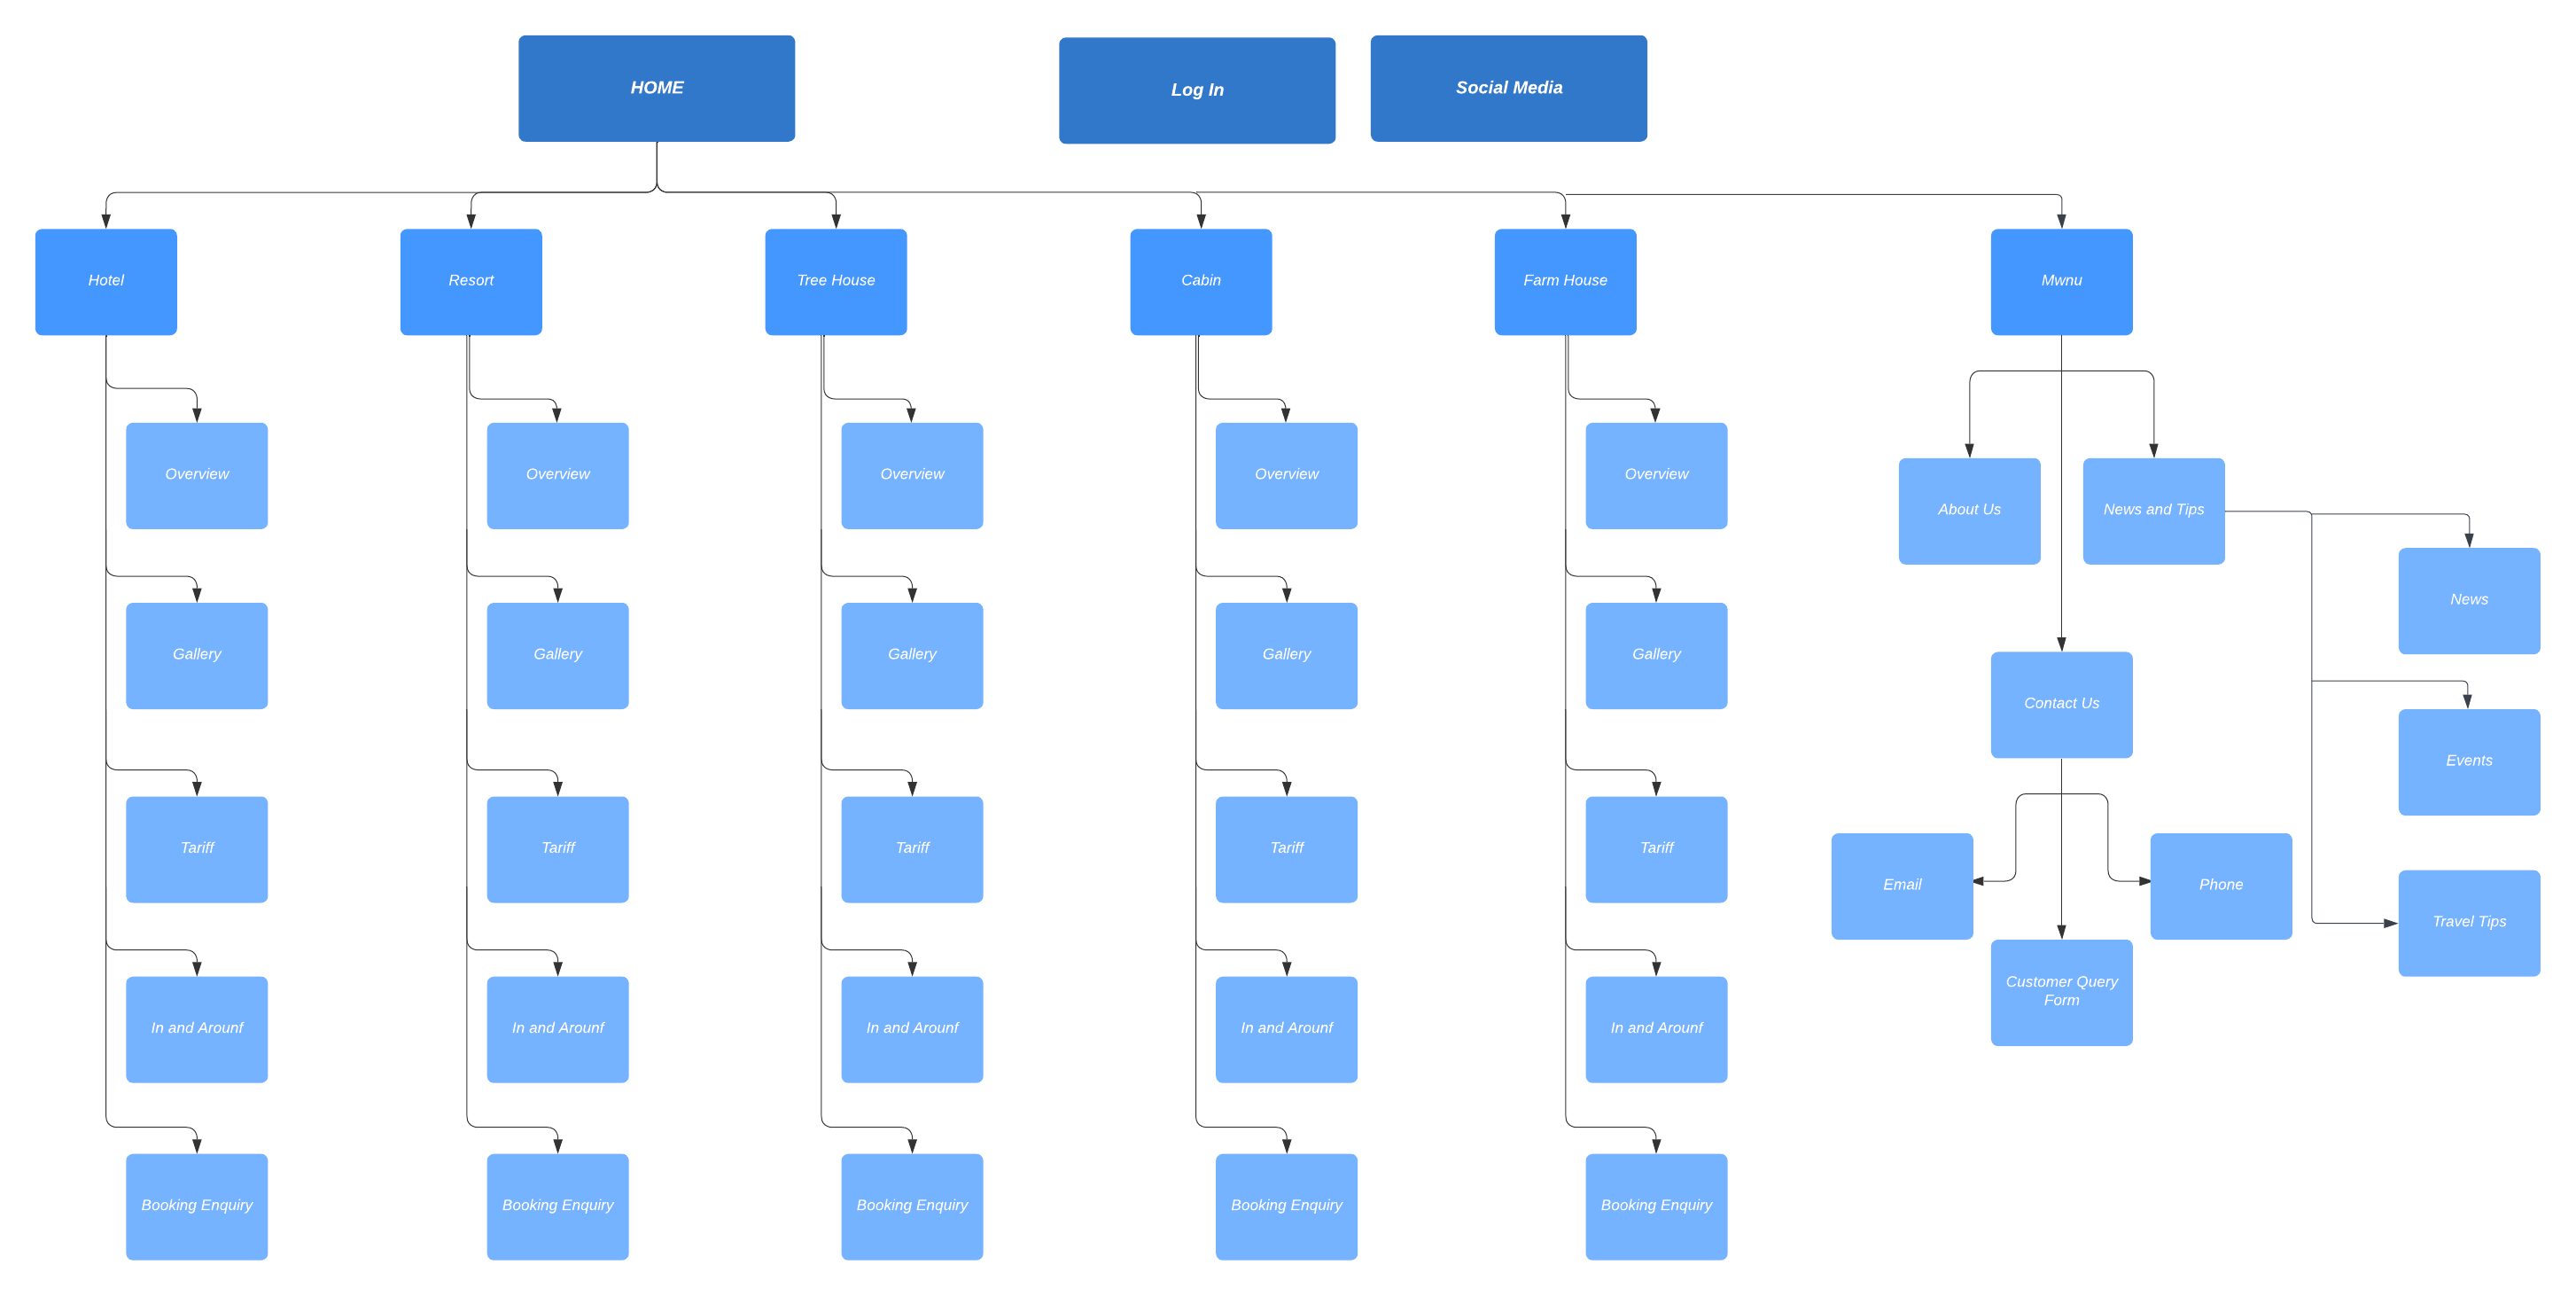 HOME
Log In
Social Media
Hotel
Resort
Tree House
Cabin
Farm House
Mwnu
Overview
Overview
Overview
Overview
Overview
About Us
News and Tips
News
Gallery
Gallery
Gallery
Gallery
Gallery
Contact Us
Events
Tariff
Tariff
Tariff
Tariff
Tariff
Email
Phone
Travel Tips
Customer Query
Form
In and Arounf
In and Arounf
In and Arounf
In and Arounf
In and Arounf
Booking Enquiry
Booking Enquiry
Booking Enquiry
Booking Enquiry
Booking Enquiry